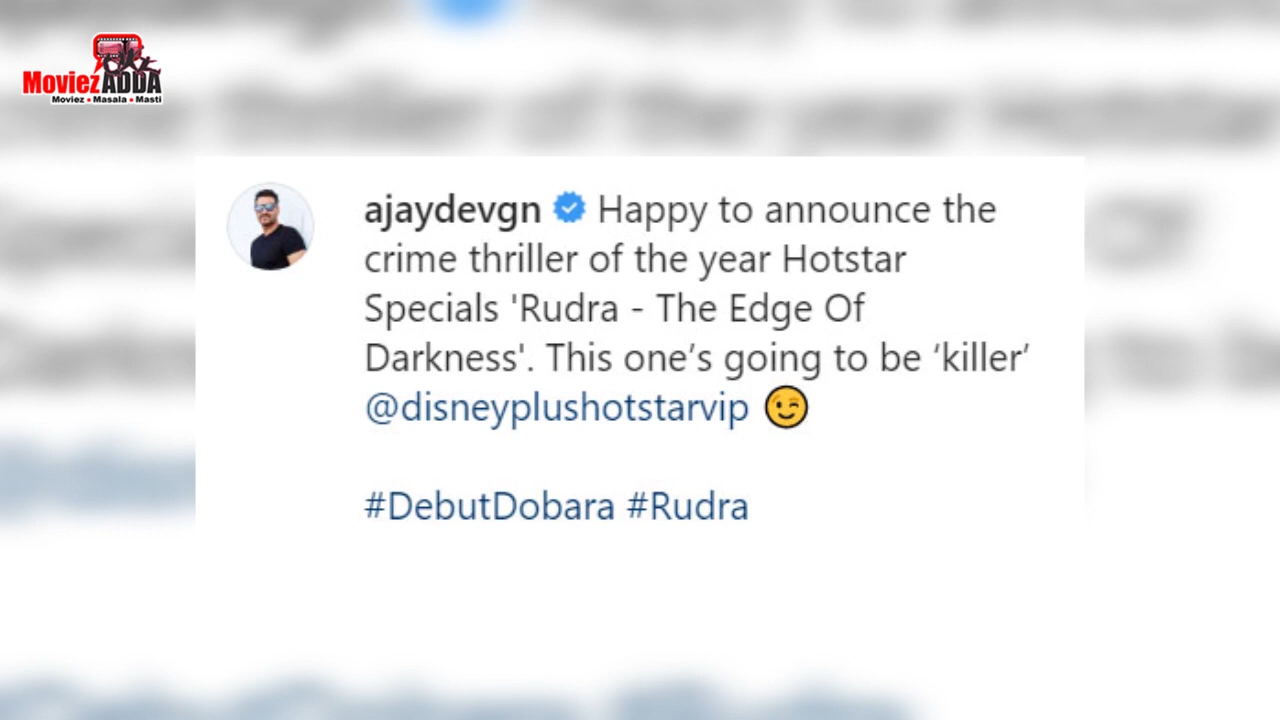 MoviezADDA
Moviez • Masala • Masti
ajaydevgn Happy to announce the
crime thriller of the year Hotstar
Specials 'Rudra - The Edge Of
Darkness'. This one’s going to be ‘killer’
@disneyplushotstarvip 😉
#DebutDobara #Rudra